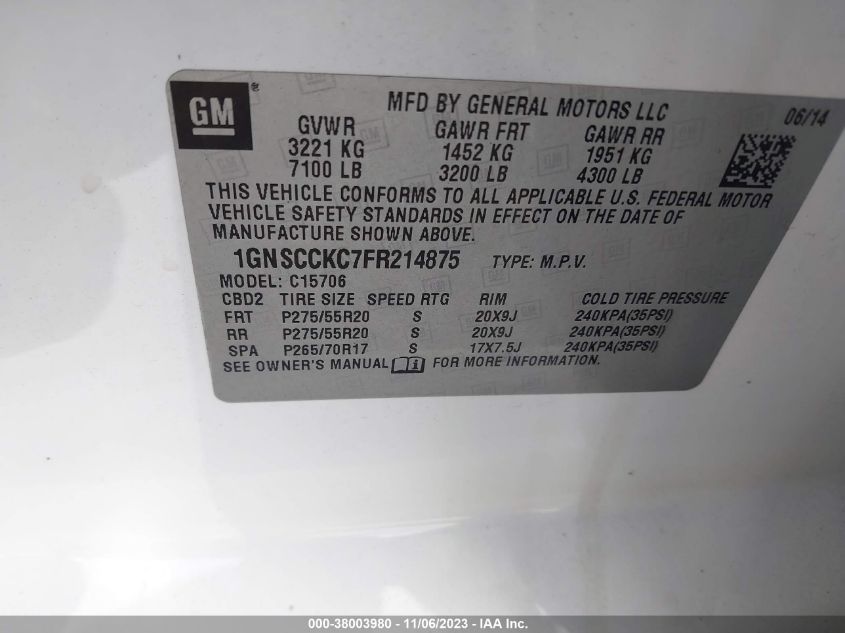 GM ®
MFD BY GENERAL MOTORS LLC
06/14
GVWR GAWR FRT GAWR RR
3221 KG 1452 KG 1951 KG
7100 LB 3200 LB 4300 LB
THIS VEHICLE CONFORMS TO ALL APPLICABLE U.S. FEDERAL MOTOR
VEHICLE SAFETY STANDARDS IN EFFECT ON THE DATE OF
MANUFACTURE SHOWN ABOVE.
1GNSCCKC7FR214875 TYPE: M.P.V.
MODEL: C15706
CBD2 TIRE SIZE SPEED RTG RIM COLD TIRE PRESSURE
FRT P275/55R20 S 20X9J 240KPA(35PSI)
RR P275/55R20 S 20X9J 240KPA(35PSI)
SPA P265/70R17 S 17X7.5J 240KPA(35PSI)
SEE OWNER'S MANUAL FOR MORE INFORMATION.
000-38003980 - 11/06/2023 - IAA Inc.